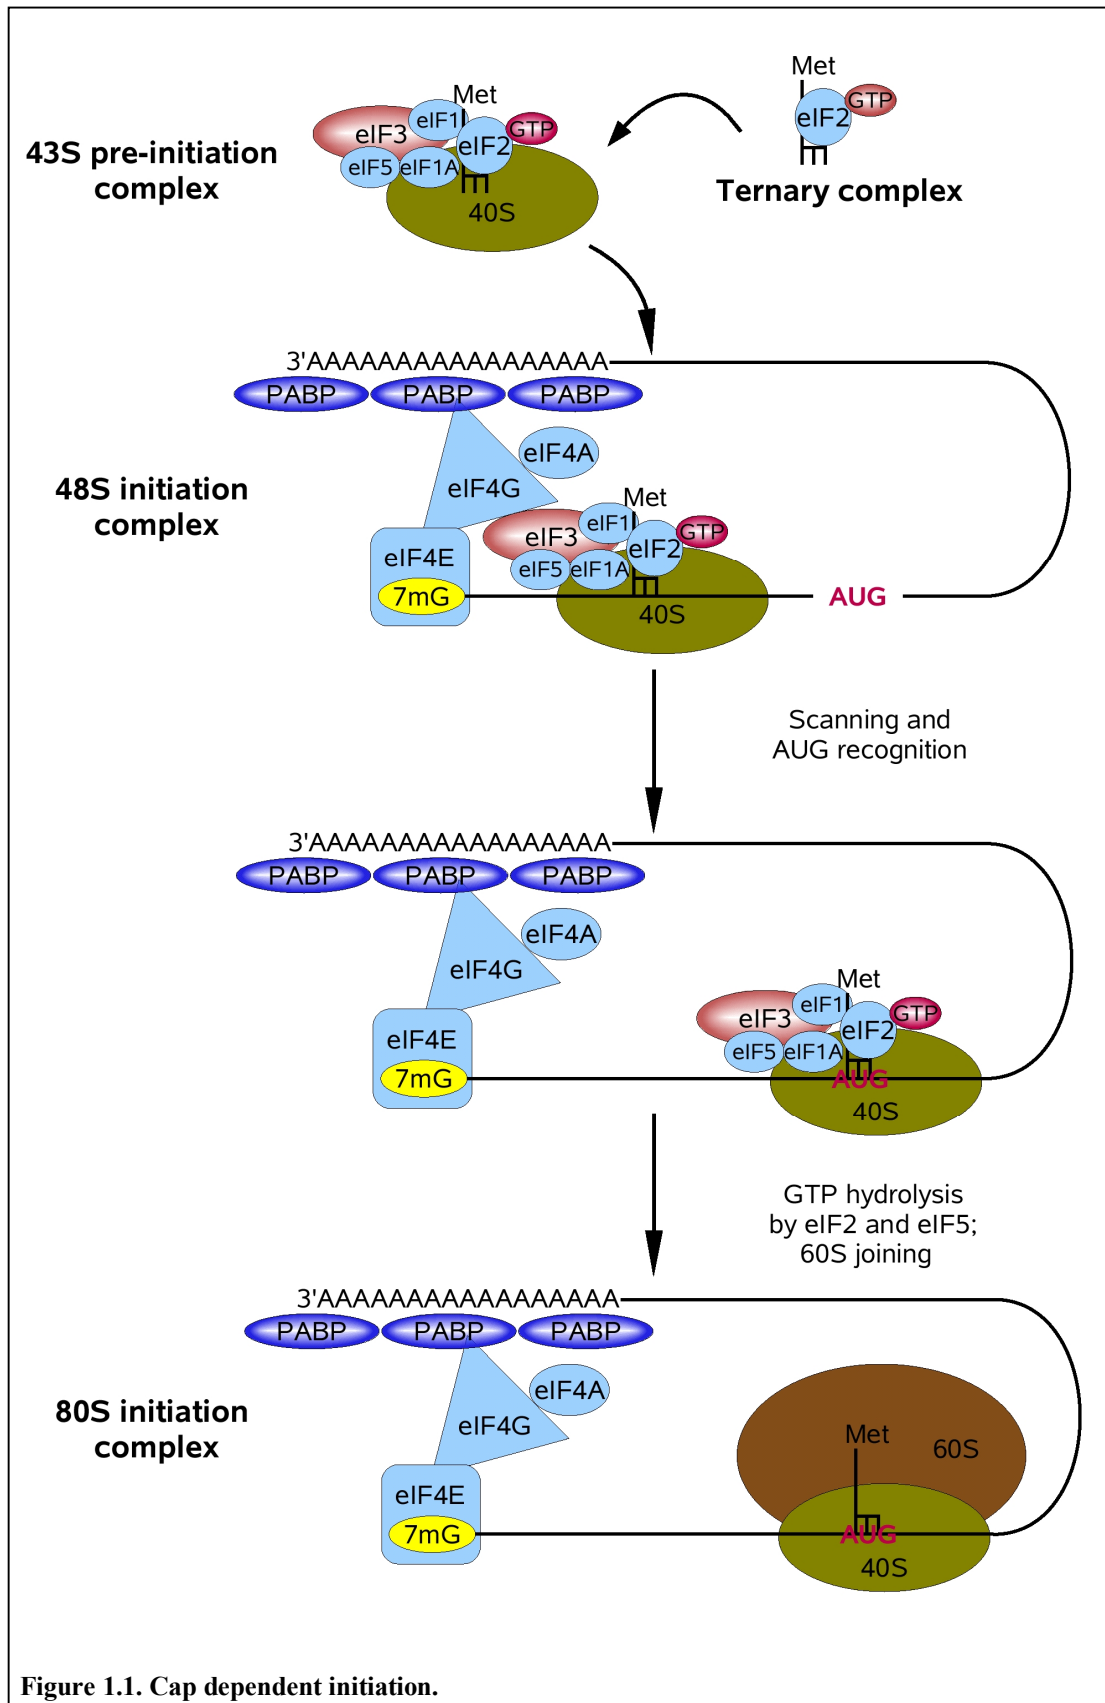 Met
eIF2
GTP
Ternary complex
43S pre-initiation
complex
Met
eIF3
eIF1
eIF2
GTP
eIF5
eIF1A
40S
3'AAAAAAAAAAAAAAAAA
PABP
PABP
PABP
48S initiation
complex
eIF4A
eIF4G
Met
eIF3
eIF1
eIF2
GTP
eIF4E
eIF5
eIF1A
7mG
40S
AUG
Scanning and
AUG recognition
3'AAAAAAAAAAAAAAAAA
PABP
PABP
PABP
eIF4A
eIF4G
Met
eIF3
eIF1
eIF2
GTP
eIF4E
eIF5
eIF1A
7mG
AUG
40S
GTP hydrolysis
by eIF2 and eIF5;
60S joining
3'AAAAAAAAAAAAAAAAA
PABP
PABP
PABP
80S initiation
complex
eIF4A
eIF4G
Met
60S
eIF4E
7mG
AUG
40S
Figure 1.1. Cap dependent initiation.